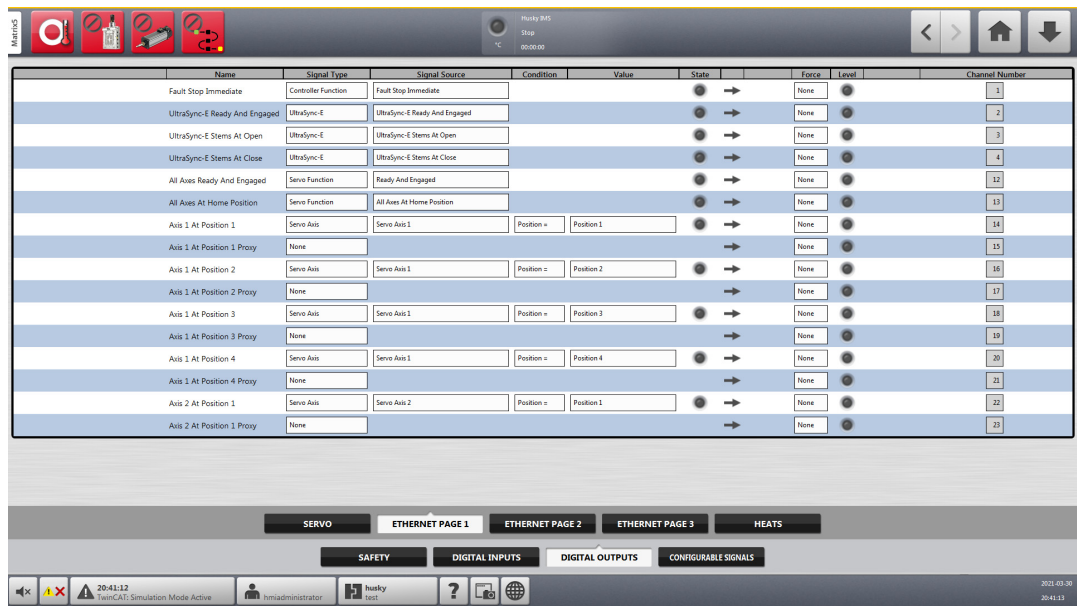 Matrix5
Husky IMS
Stop
°C 00:00:00
Name Signal Type Signal Source Condition Value State Force Level Channel Number
Fault Stop Immediate Controller Function Fault Stop Immediate None 1
UltraSync-E Ready And Engaged UltraSync-E UltraSync-E Ready And Engaged None 2
UltraSync-E Stems At Open UltraSync-E UltraSync-E Stems At Open None 3
UltraSync-E Stems At Close UltraSync-E UltraSync-E Stems At Close None 4
All Axes Ready And Engaged Servo Function Ready And Engaged None 12
All Axes At Home Position Servo Function All Axes At Home Position None 13
Axis 1 At Position 1 Servo Axis Servo Axis 1 Position = Position 1 None 14
Axis 1 At Position 1 Proxy None None 15
Axis 1 At Position 2 Servo Axis Servo Axis 1 Position = Position 2 None 16
Axis 1 At Position 2 Proxy None None 17
Axis 1 At Position 3 Servo Axis Servo Axis 1 Position = Position 3 None 18
Axis 1 At Position 3 Proxy None None 19
Axis 1 At Position 4 Servo Axis Servo Axis 1 Position = Position 4 None 20
Axis 1 At Position 4 Proxy None None 21
Axis 2 At Position 1 Servo Axis Servo Axis 2 Position = Position 1 None 22
Axis 2 At Position 1 Proxy None None 23
SERVO ETHERNET PAGE 1 ETHERNET PAGE 2 ETHERNET PAGE 3 HEATS
SAFETY DIGITAL INPUTS DIGITAL OUTPUTS CONFIGURABLE SIGNALS
20:41:12
TwinCAT: Simulation Mode Active
hmiadministrator
husky
test
?
2021-03-30
20:41:13